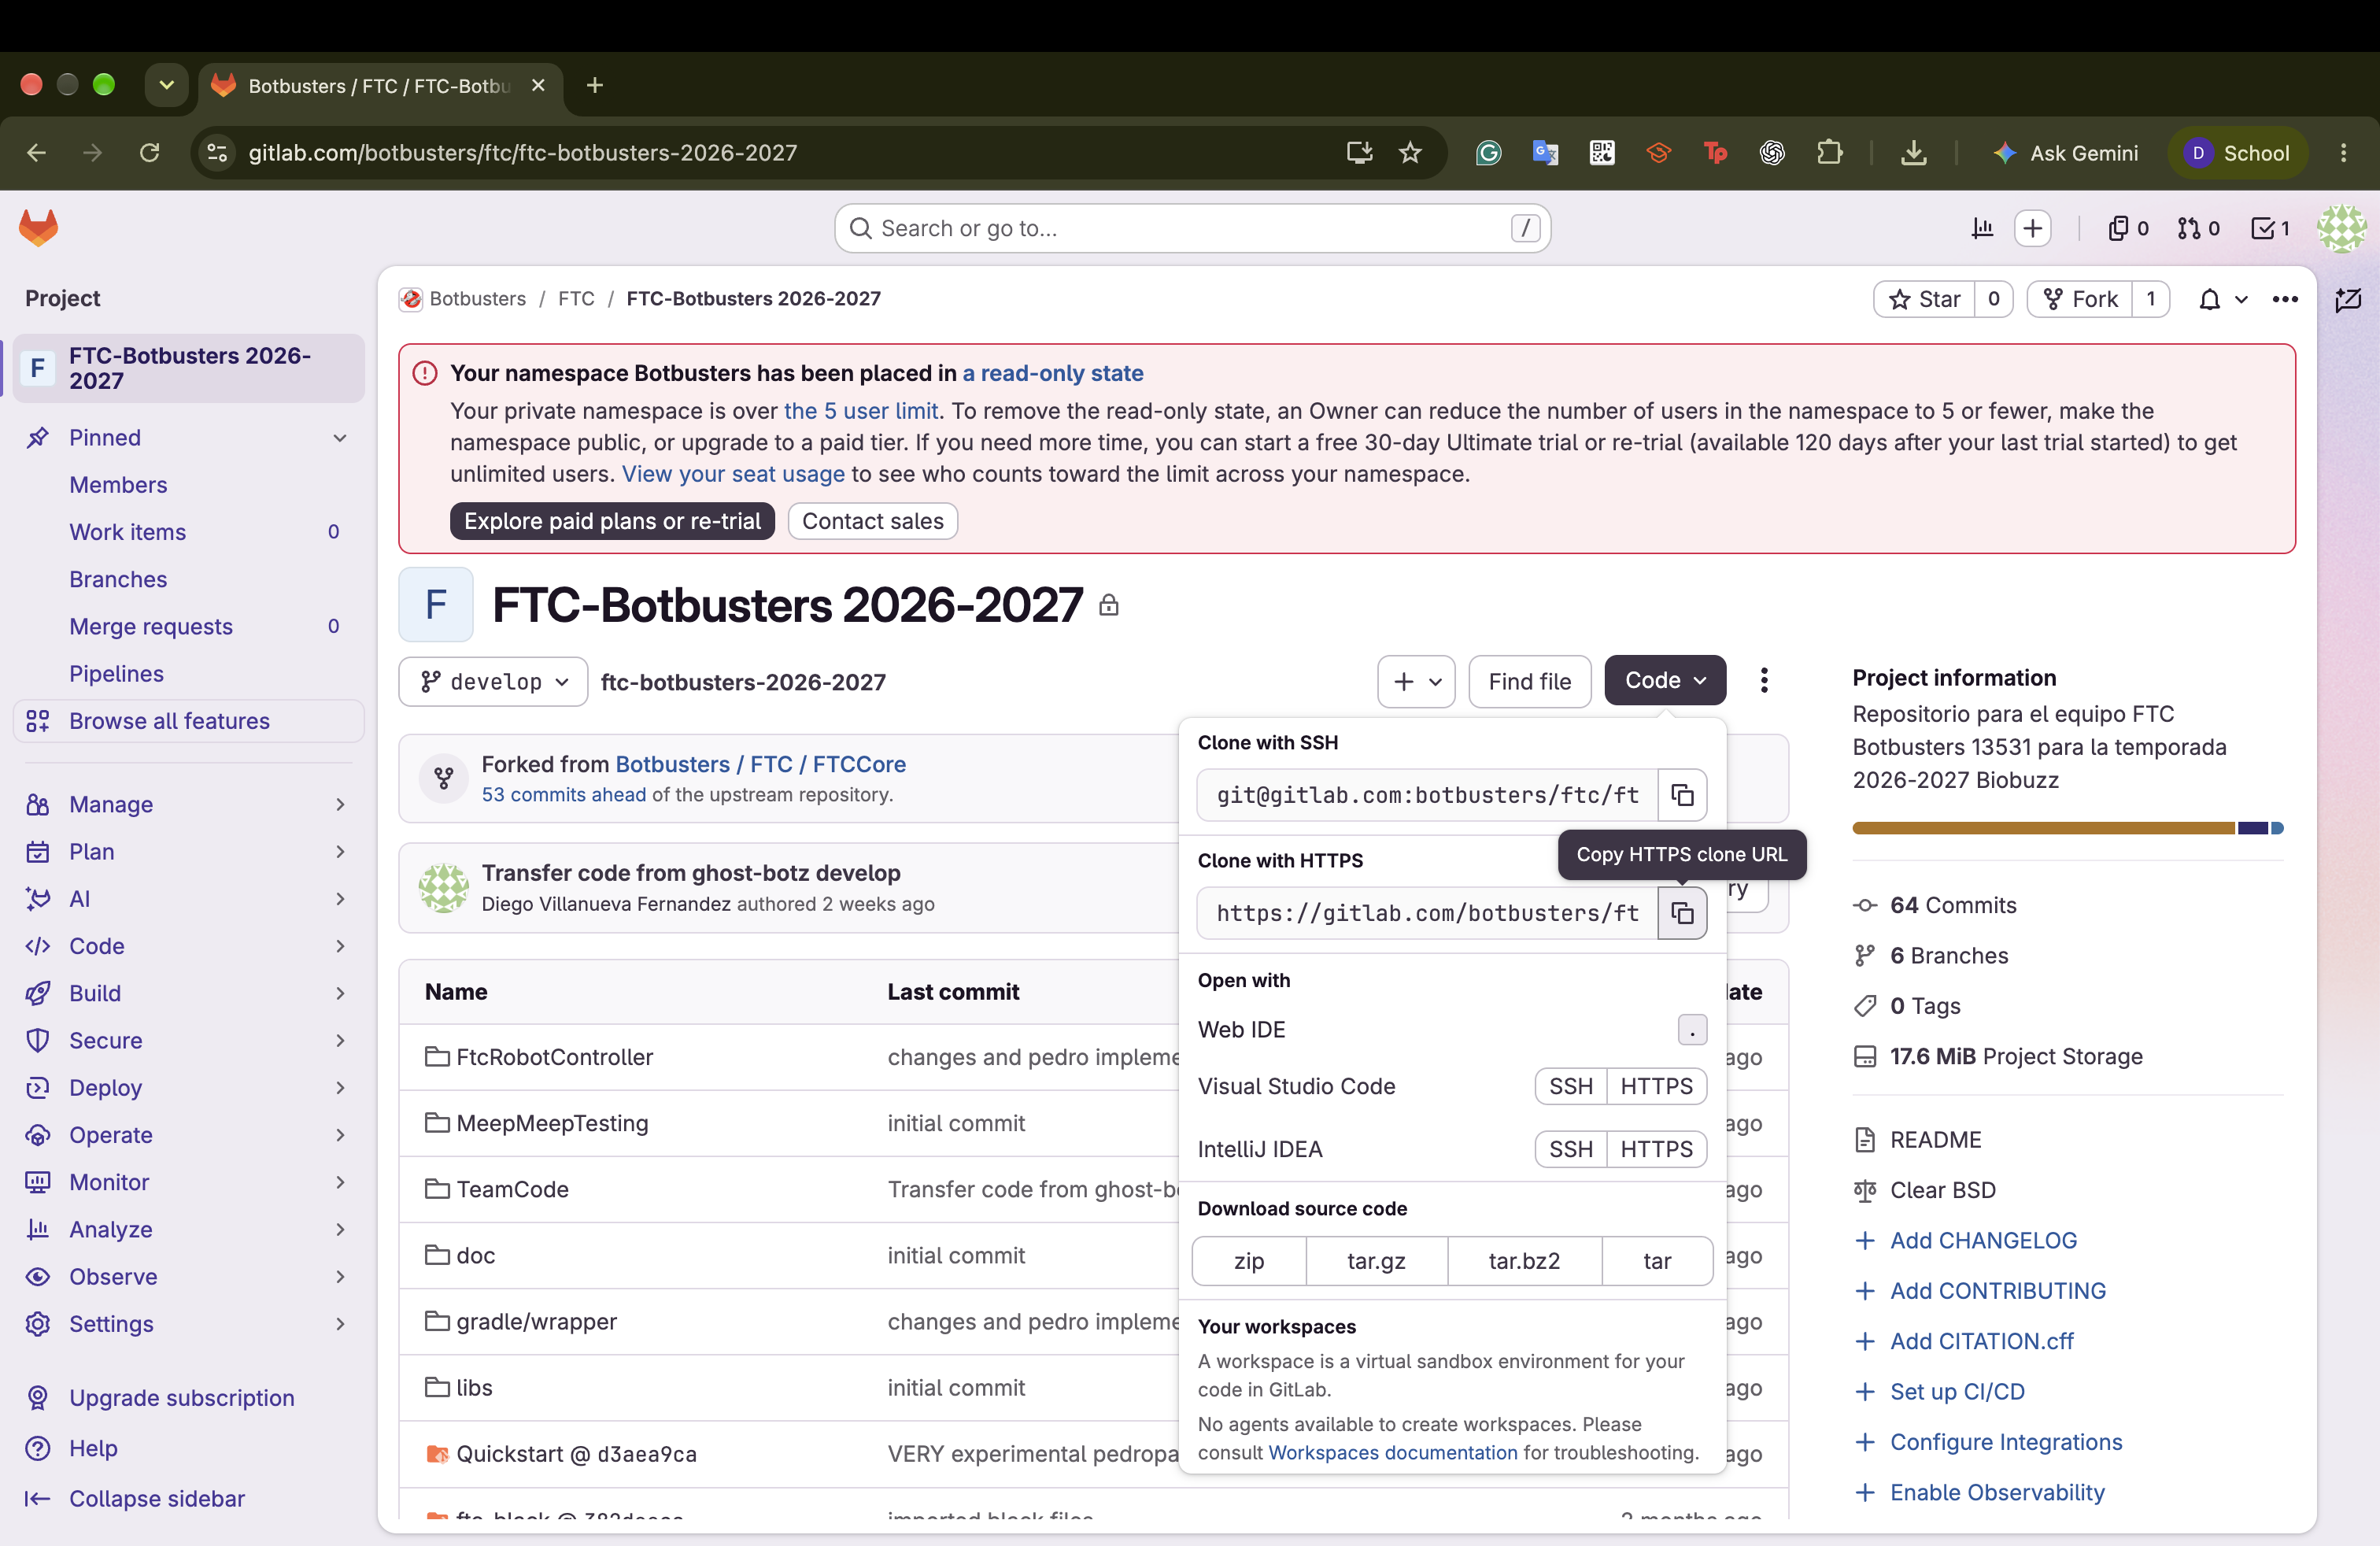 Botbusters / FTC / FTC-Botbu
gitlab.com/botbusters/ftc/ftc-botbusters-2026-2027
Ask Gemini
D
School
Search or go to...
/
0
0
1
Project
F
FTC-Botbusters 2026-
2027
Pinned
Members
Work items
0
Branches
Merge requests
0
Pipelines
Browse all features
Manage
Plan
AI
Code
Build
Secure
Deploy
Operate
Monitor
Analyze
Observe
Settings
Upgrade subscription
Help
Collapse sidebar
Botbusters / FTC / FTC-Botbusters 2026-2027
Star
0
Fork
1
Your namespace Botbusters has been placed in a read-only state
Your private namespace is over the 5 user limit. To remove the read-only state, an Owner can reduce the number of users in the namespace to 5 or fewer, make the
namespace public, or upgrade to a paid tier. If you need more time, you can start a free 30-day Ultimate trial or re-trial (available 120 days after your last trial started) to get
unlimited users. View your seat usage to see who counts toward the limit across your namespace.
Explore paid plans or re-trial
Contact sales
F
FTC-Botbusters 2026-2027
develop
ftc-botbusters-2026-2027
Find file
Code
Forked from Botbusters / FTC / FTCCore
53 commits ahead of the upstream repository.
Transfer code from ghost-botz develop
Diego Villanueva Fernandez authored 2 weeks ago
ry
Name
Last commit
ate
FtcRobotController
changes and pedro impleme
ago
MeepMeepTesting
initial commit
ago
TeamCode
Transfer code from ghost-b
ago
doc
initial commit
ago
gradle/wrapper
changes and pedro impleme
ago
libs
initial commit
ago
Quickstart @ d3aea9ca
VERY experimental pedropa
ago
imported block files
2 months ago
Clone with SSH
git@gitlab.com:botbusters/ftc/ft
Clone with HTTPS
Copy HTTPS clone URL
https://gitlab.com/botbusters/ft
Open with
Web IDE
.
Visual Studio Code
SSH
HTTPS
IntelliJ IDEA
SSH
HTTPS
Download source code
zip
tar.gz
tar.bz2
tar
Your workspaces
A workspace is a virtual sandbox environment for your
code in GitLab.
No agents available to create workspaces. Please
consult Workspaces documentation for troubleshooting.
Project information
Repositorio para el equipo FTC
Botbusters 13531 para la temporada
2026-2027 Biobuzz
64 Commits
6 Branches
0 Tags
17.6 MiB Project Storage
README
Clear BSD
Add CHANGELOG
Add CONTRIBUTING
Add CITATION.cff
Set up CI/CD
Configure Integrations
Enable Observability